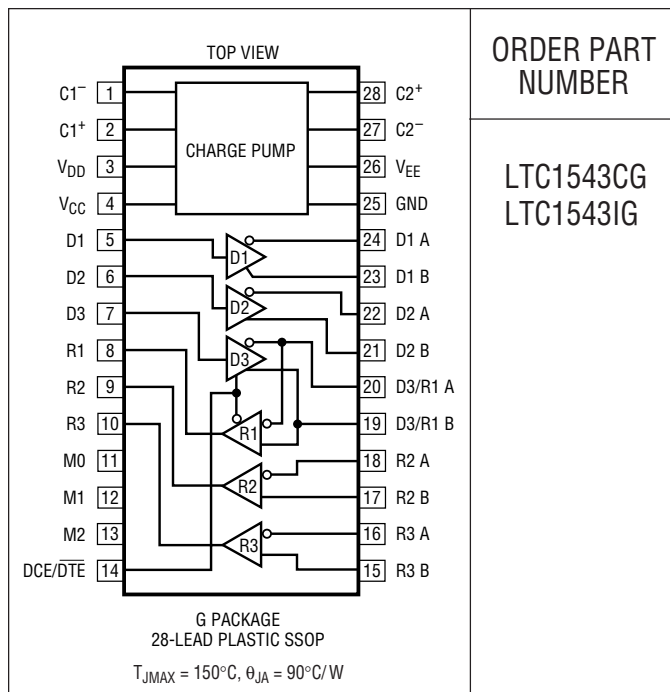 TOP VIEW
ORDER PART
NUMBER
LTC1543CG
LTC1543IG
C1⁻ 1
C1⁺ 2
V_DD 3
V_CC 4
D1 5
D2 6
D3 7
R1 8
R2 9
R3 10
M0 11
M1 12
M2 13
DCE/D̅T̅E̅ 14
CHARGE PUMP
D1
D2
D3
R1
R2
R3
28 C2⁺
27 C2⁻
26 V_EE
25 GND
24 D1 A
23 D1 B
22 D2 A
21 D2 B
20 D3/R1 A
19 D3/R1 B
18 R2 A
17 R2 B
16 R3 A
15 R3 B
G PACKAGE
28-LEAD PLASTIC SSOP
T_JMAX = 150°C, θ_JA = 90°C/W